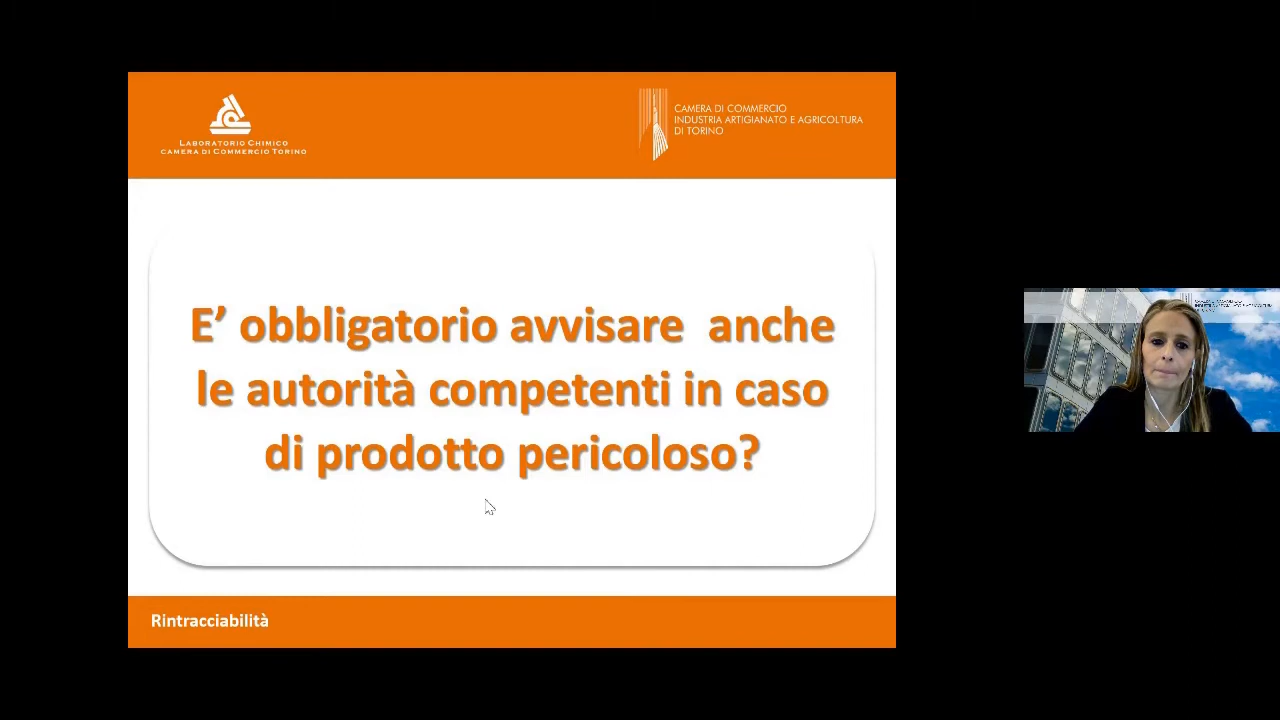 LABORATORIO CHIMICO
CAMERA DI COMMERCIO TORINO
CAMERA DI COMMERCIO
INDUSTRIA ARTIGIANATO E AGRICOLTURA
DI TORINO
E’ obbligatorio avvisare anche
le autorità competenti in caso
di prodotto pericoloso?
Rintracciabilità